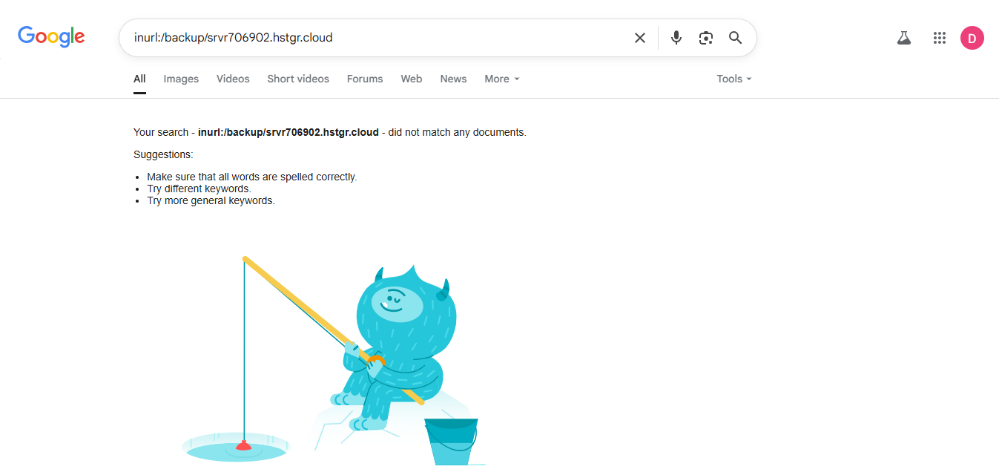 Google
inurl:/backup/srvr706902.hstgr.cloud
D
All Images Videos Short videos Forums Web News More Tools
Your search - inurl:/backup/srvr706902.hstgr.cloud - did not match any documents.
Suggestions:
Make sure that all words are spelled correctly.
Try different keywords.
Try more general keywords.